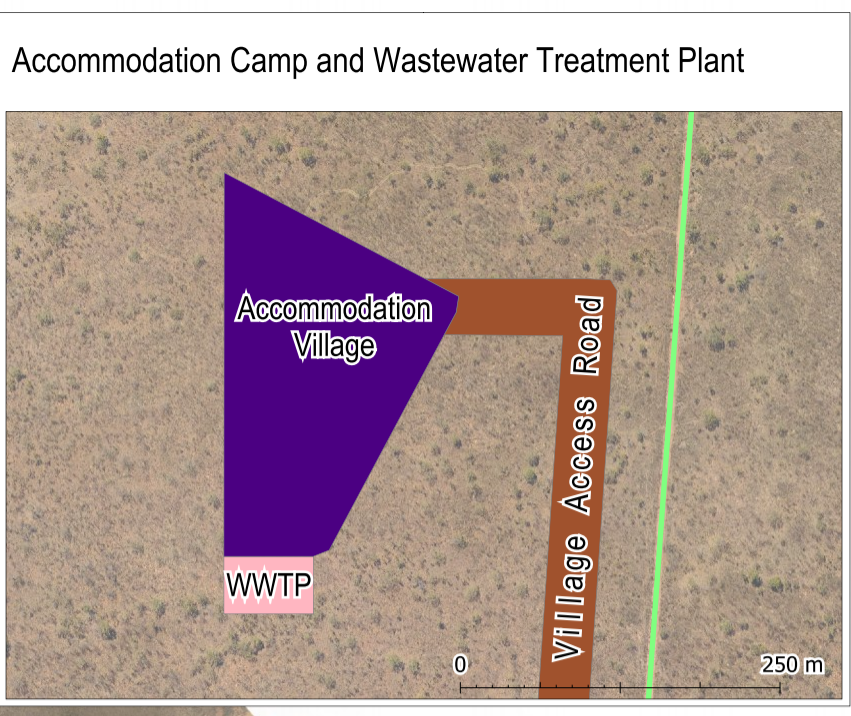 Accommodation Camp and Wastewater Treatment Plant
Accommodation
Village
Village Access Road
WWTP
0
250 m